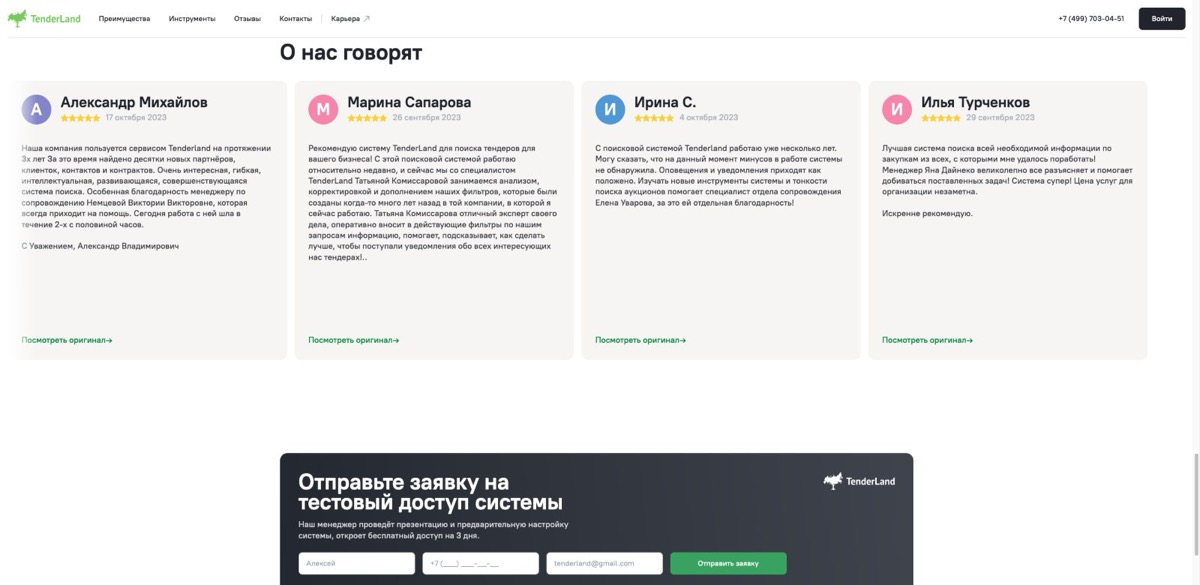 TenderLand
Преимущества
Инструменты
Отзывы
Контакты
Карьера ↗
+7 (499) 703-04-51
Войти
О нас говорят
А
Александр Михайлов
★★★★★ 17 октября 2023
Наша компания пользуется сервисом Tenderland на протяжении
3х лет За это время найдено десятки новых партнёров,
клиенток, контактов и контрактов. Очень интересная, гибкая,
интеллектуальная, развивающаяся, совершенствующуюся
система поиска. Особенная благодарность менеджеру по
сопровождению Немцевой Виктории Викторовне, которая
всегда приходит на помощь. Сегодня работа с ней шла в
течение 2-х с половиной часов.
С Уважением, Александр Владимирович
Посмотреть оригинал→
М
Марина Сапарова
★★★★★ 26 сентября 2023
Рекомендую систему TenderLand для поиска тендеров для
вашего бизнеса! С этой поисковой системой работаю
относительно недавно, и сейчас мы со специалистом
TenderLand Татьяной Комиссаровой занимаемся анализом,
корректировкой и дополнением наших фильтров, которые были
созданы когда-то много лет назад в той компании, в которой я
сейчас работаю. Татьяна Комиссарова отличный эксперт своего
дела, оперативно вносит в действующие фильтры по нашим
запросам информацию, помогает, подсказывает, как сделать
лучше, чтобы поступали уведомления обо всех интересующих
нас тендерах!..
Посмотреть оригинал→
И
Ирина С.
★★★★★ 4 октября 2023
С поисковой системой Tenderland работаю уже несколько лет.
Могу сказать, что на данный момент минусов в работе системы
не обнаружила. Оповещения и уведомления приходят как
положено. Изучать новые инструменты системы и тонкости
поиска аукционов помогает специалист отдела сопровождения
Елена Уварова, за это ей отдельная благодарность!
Посмотреть оригинал→
И
Илья Турченков
★★★★★ 29 сентября 2023
Лучшая система поиска всей необходимой информации по
закупкам из всех, с которыми мне удалось поработать!
Менеджер Яна Дайнеко великолепно все разъясняет и помогает
добиваться поставленных задач! Система супер! Цена услуг для
организации незаметна.
Искренне рекомендую.
Посмотреть оригинал→
Отправьте заявку на
тестовый доступ системы
TenderLand
Наш менеджер проведёт презентацию и предварительную настройку
системы, откроет бесплатный доступ на 3 дня.
Алексей
+7 (___) ___-__-__
tenderland@gmail.com
Отправить заявку